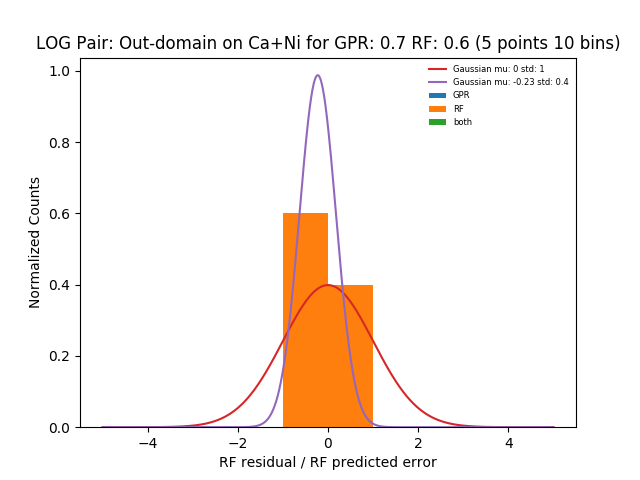 LOG Pair: Out-domain on Ca+Ni for GPR: 0.7 RF: 0.6 (5 points 10 bins)
Gaussian mu: 0 std: 1
Gaussian mu: -0.23 std: 0.4
GPR
RF
both
Normalized Counts
1.0
0.8
0.6
0.4
0.2
0.0
−4
−2
0
2
4
RF residual / RF predicted error